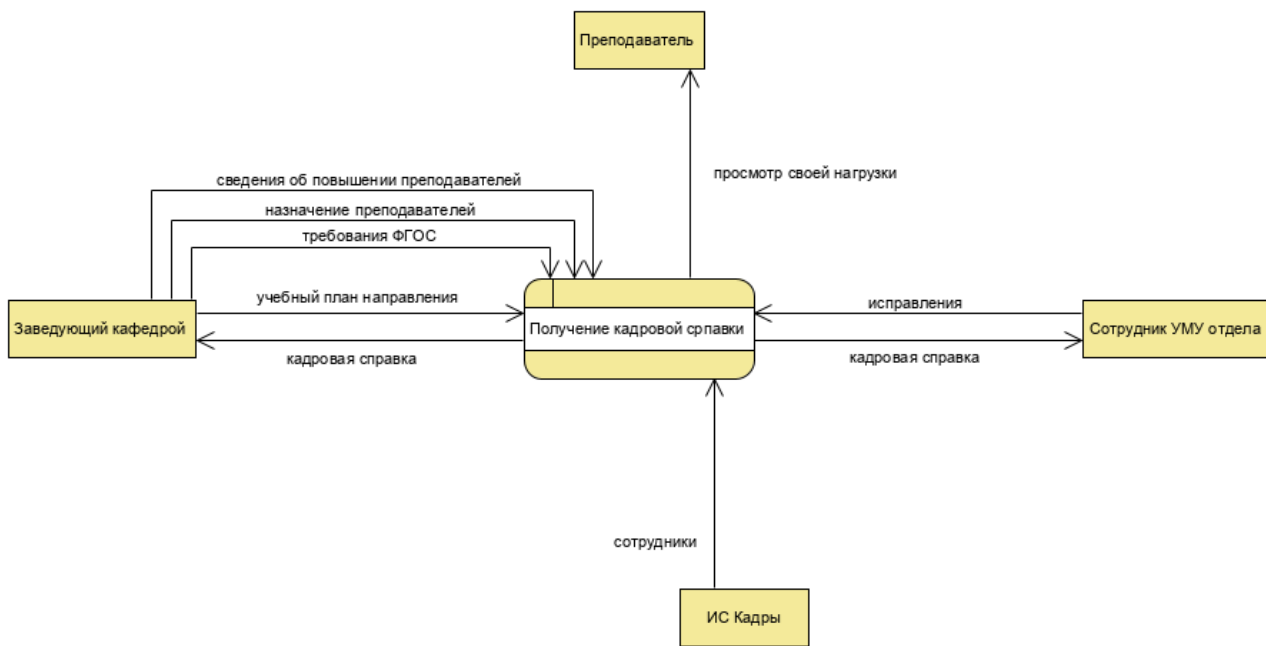 Преподаватель
просмотр своей нагрузки
сведения об повышении преподавателей
назначение преподавателей
требования ФГОС
учебный план направления
Заведующий кафедрой
кадровая справка
Получение кадровой српавки
исправления
Сотрудник УМУ отдела
кадровая справка
сотрудники
ИС Кадры